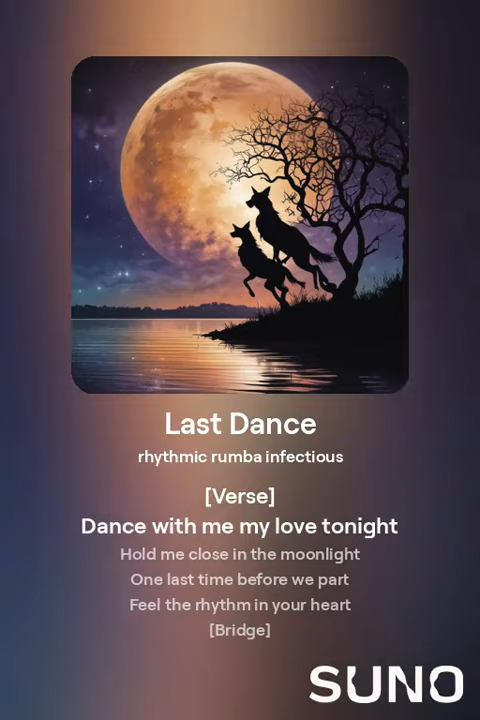 Last Dance
rhythmic rumba infectious
[Verse]
Dance with me my love tonight
Hold me close in the moonlight
One last time before we part
Feel the rhythm in your heart
[Bridge]
SUNO